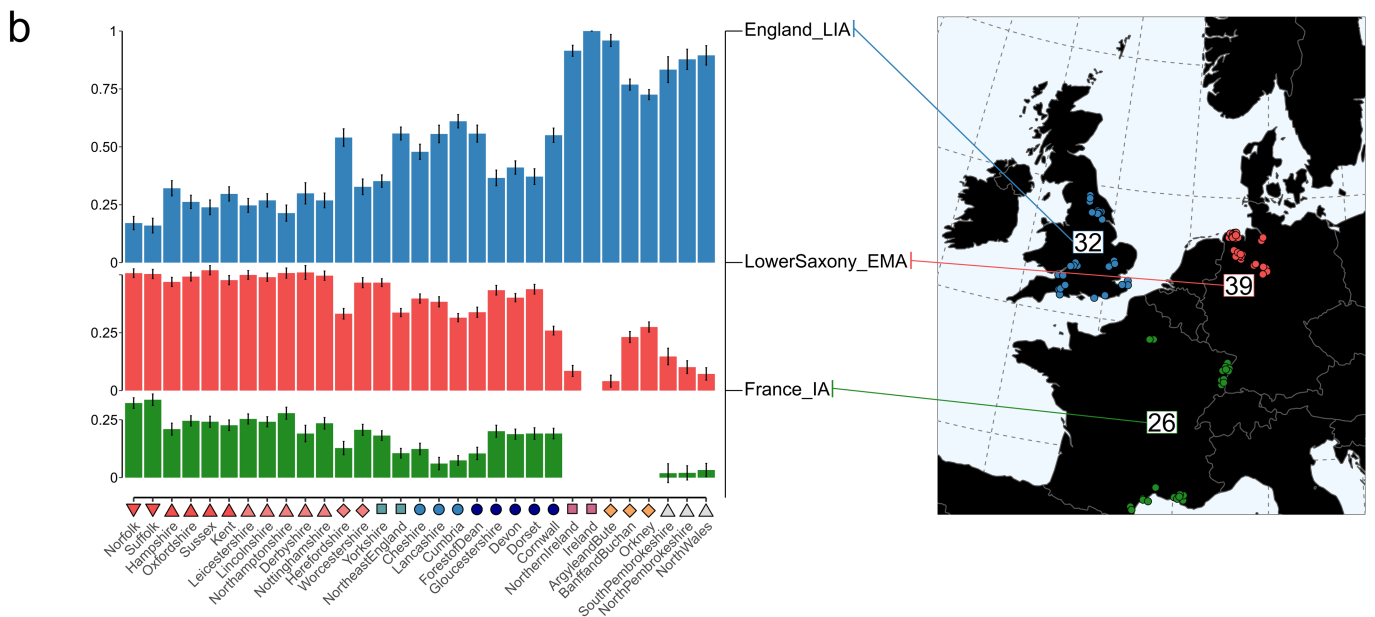 b
1
0.75
0.50
0.25
0
0.25
0
0.25
0
England_LIA
LowerSaxony_EMA
France_IA
32
39
26
Norfolk
Suffolk
Hampshire
Oxfordshire
Sussex
Kent
Leicestershire
Lincolnshire
Northamptonshire
Derbyshire
Nottinghamshire
Herefordshire
Worcestershire
Yorkshire
NortheastEngland
Cheshire
Lancashire
Cumbria
ForestofDean
Gloucestershire
Devon
Dorset
Cornwall
NorthernIreland
Ireland
ArgyleandBute
BanffandBuchan
Orkney
SouthPembrokeshire
NorthPembrokeshire
NorthWales